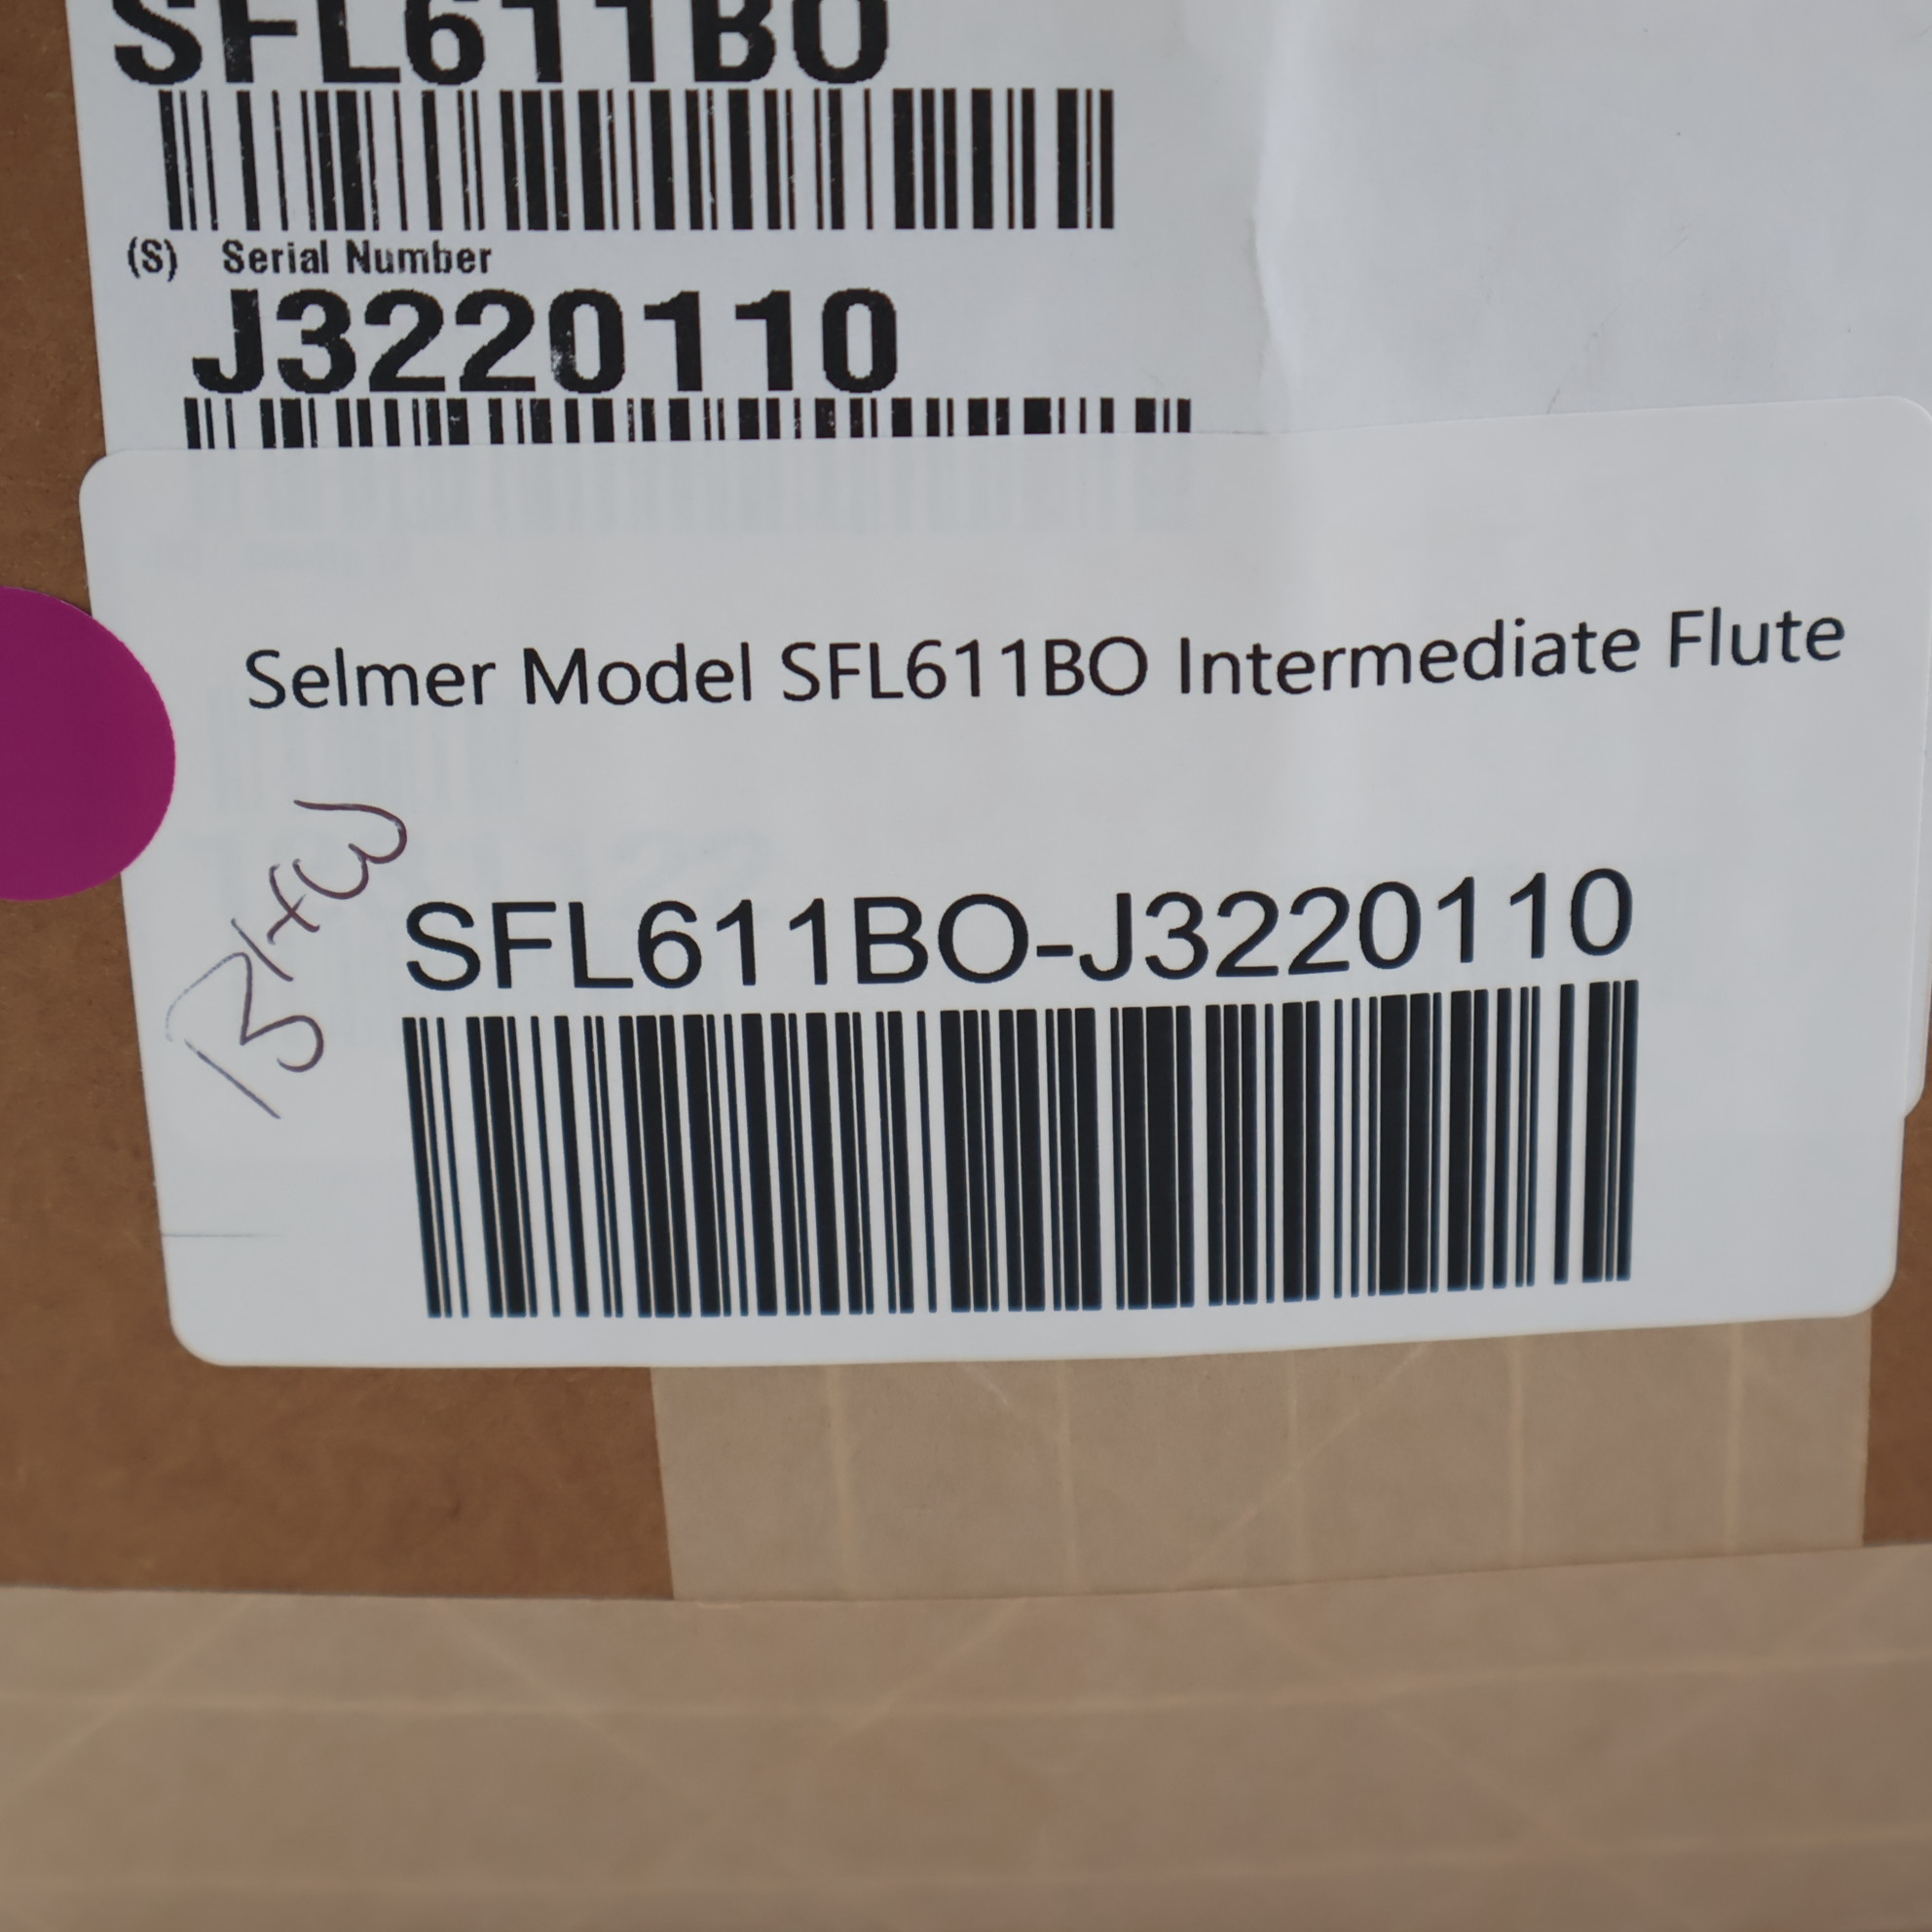 SFL611BO
(S) Serial Number
J3220110
Selmer Model SFL611BO Intermediate Flute
SFL611BO-J3220110